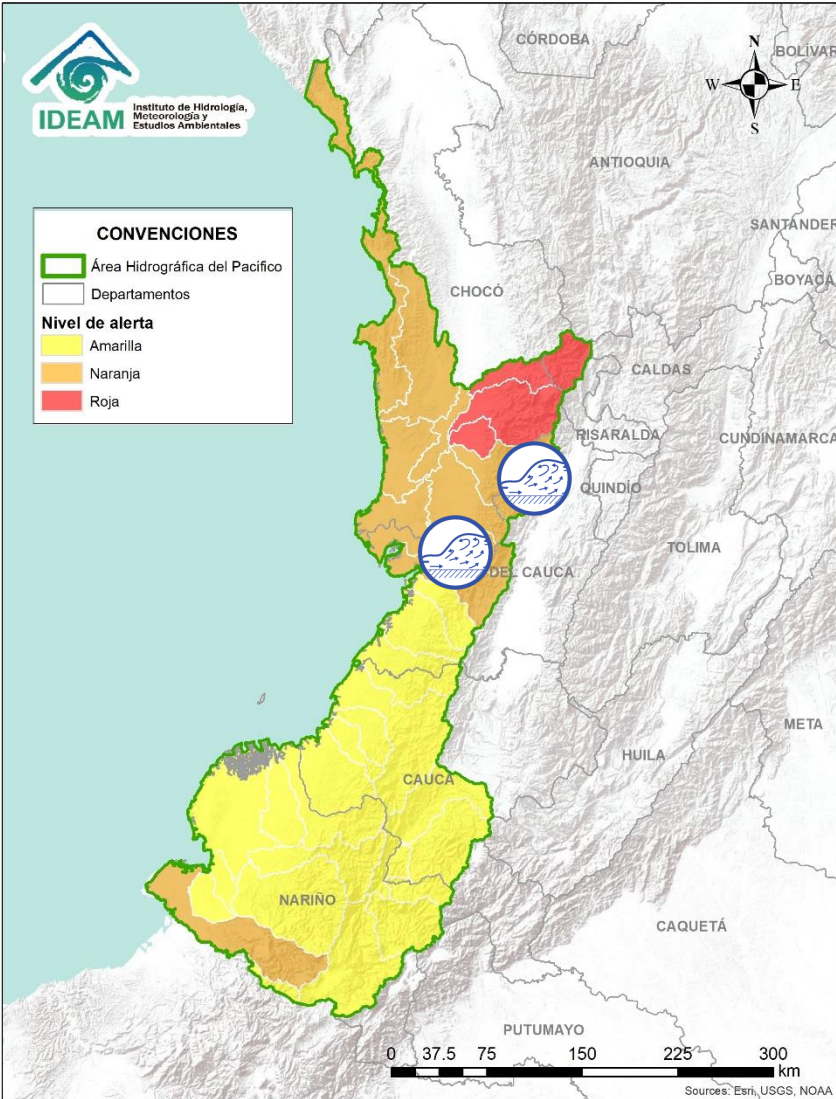 IDEAM
Instituto de Hidrología,
Meteorología y
Estudios Ambientales
N
W
E
S
CÓRDOBA
BOLÍVAR
ANTIOQUIA
SANTANDER
BOYACÁ
CHOCÓ
CONVENCIONES
Área Hidrográfica del Pacifico
Departamentos
Nivel de alerta
Amarilla
Naranja
Roja
CALDAS
RISARALDA
CUNDINAMARCA
QUINDÍO
TOLIMA
DEL CAUCA
META
HUILA
CAUCA
NARIÑO
CAQUETÁ
PUTUMAYO
0 37.5 75 150 225 300
km
Sources: Esri, USGS, NOAA